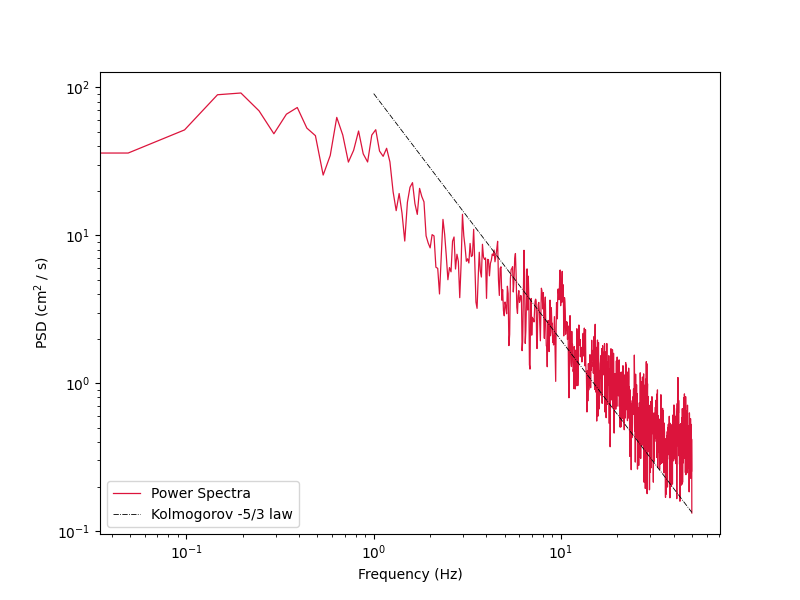 10²
10¹
10⁰
10⁻¹
PSD (cm² / s)
Power Spectra
Kolmogorov -5/3 law
10⁻¹ 10⁰ 10¹
Frequency (Hz)